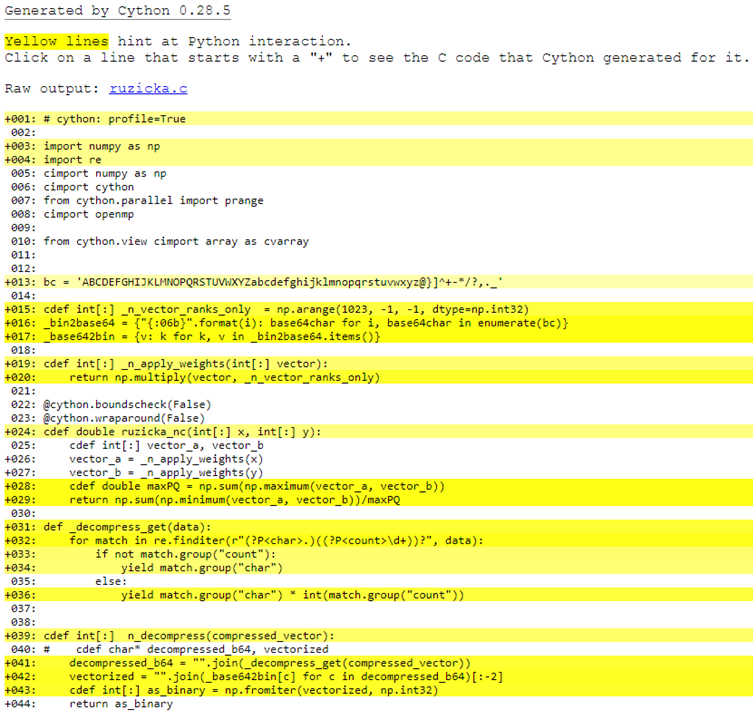 Generated by Cython 0.28.5
Yellow lines hint at Python interaction.
Click on a line that starts with a "+" to see the C code that Cython generated for it.
Raw output: ruzicka.c
+001: # cython: profile=True
 002:
+003: import numpy as np
+004: import re
 005: cimport numpy as np
 006: cimport cython
 007: from cython.parallel import prange
 008: cimport openmp
 009:
 010: from cython.view cimport array as cvarray
 011:
 012:
+013: bc = 'ABCDEFGHIJKLMNOPQRSTUVWXYZabcdefghijklmnopqrstuvwxyz@}]^+-*/?,._'
 014:
+015: cdef int[:] _n_vector_ranks_only  = np.arange(1023, -1, -1, dtype=np.int32)
+016: _bin2base64 = {"{:06b}".format(i): base64char for i, base64char in enumerate(bc)}
+017: _base642bin = {v: k for k, v in _bin2base64.items()}
 018:
+019: cdef int[:] _n_apply_weights(int[:] vector):
+020:     return np.multiply(vector, _n_vector_ranks_only)
 021:
 022: @cython.boundscheck(False)
 023: @cython.wraparound(False)
+024: cdef double ruzicka_nc(int[:] x, int[:] y):
 025:     cdef int[:] vector_a, vector_b
+026:     vector_a = _n_apply_weights(x)
+027:     vector_b = _n_apply_weights(y)
+028:     cdef double maxPQ = np.sum(np.maximum(vector_a, vector_b))
+029:     return np.sum(np.minimum(vector_a, vector_b))/maxPQ
 030:
+031: def _decompress_get(data):
+032:     for match in re.finditer(r"(?P<char>.)((?P<count>\d+))?", data):
+033:         if not match.group("count"):
+034:             yield match.group("char")
 035:         else:
+036:             yield match.group("char") * int(match.group("count"))
 037:
 038:
+039: cdef int[:]  n_decompress(compressed_vector):
 040: #    cdef char* decompressed_b64, vectorized
+041:     decompressed_b64 = "".join(_decompress_get(compressed_vector))
+042:     vectorized = "".join(_base642bin[c] for c in decompressed_b64)[:-2]
+043:     cdef int[:] as_binary = np.fromiter(vectorized, np.int32)
+044:     return as_binary